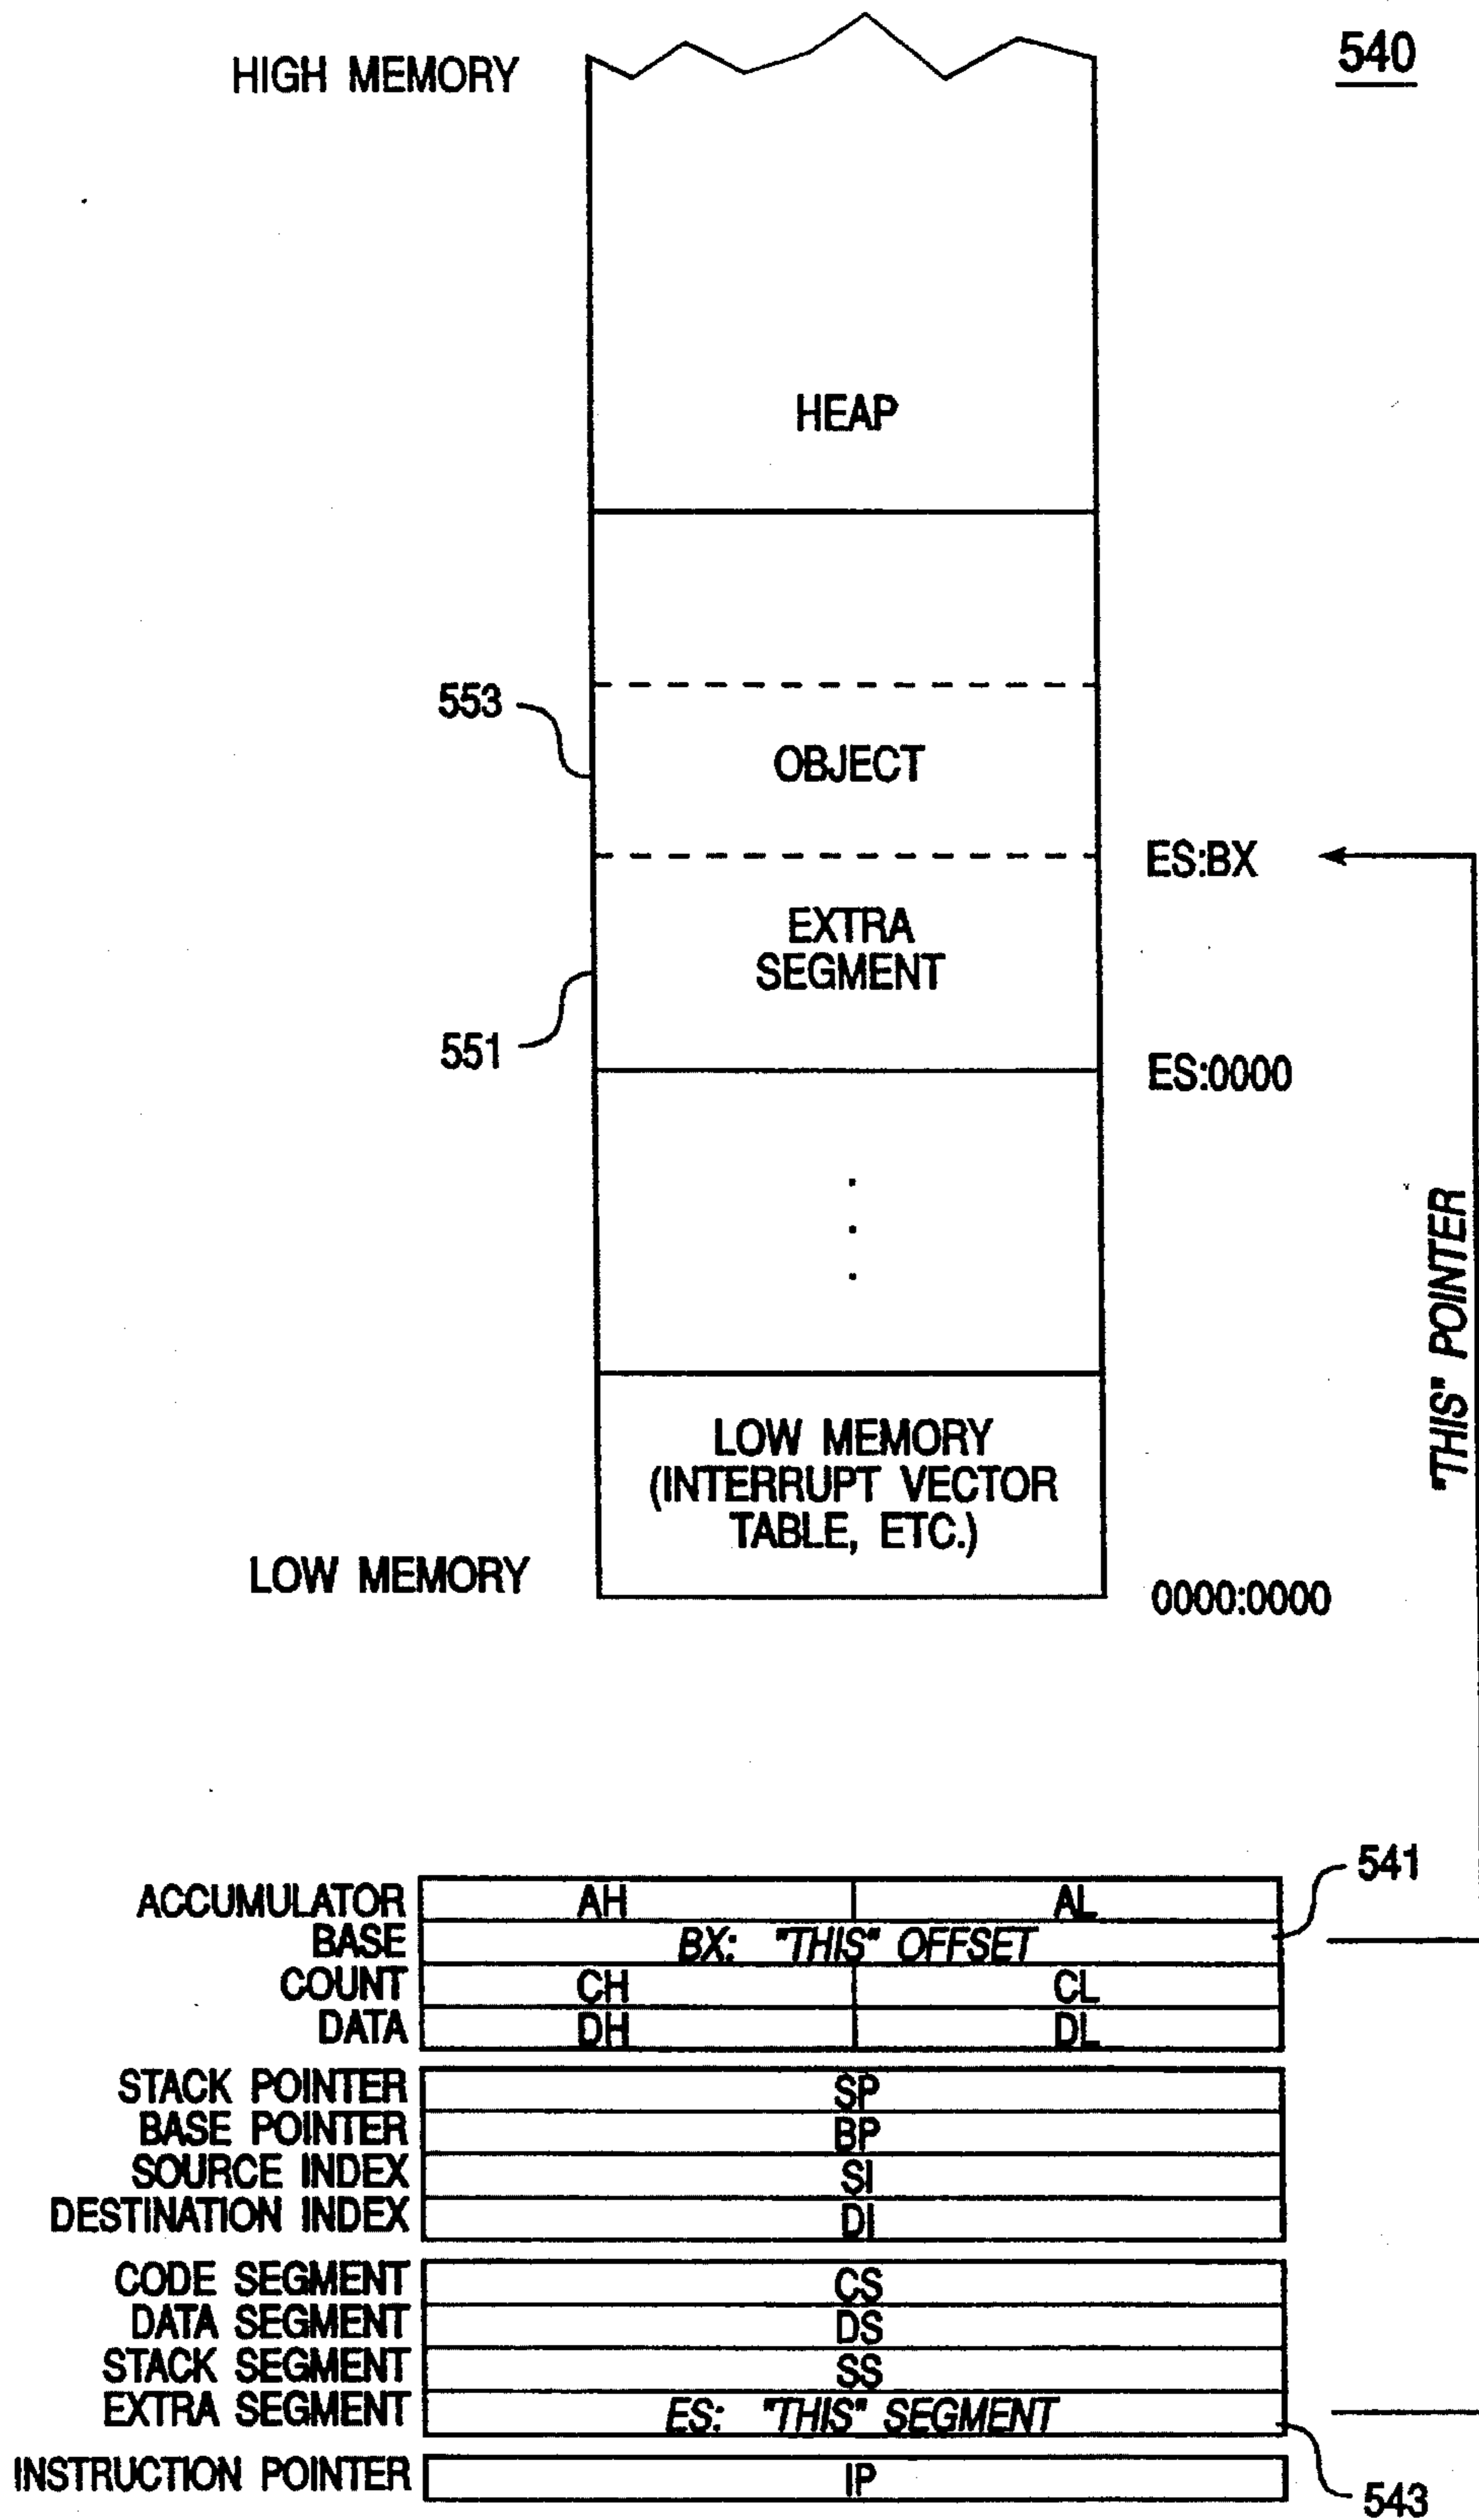 HIGH MEMORY
540
HEAP
553
OBJECT
ES:BX
EXTRA
SEGMENT
551
ES:0000
.
.
.
"THIS" POINTER
LOW MEMORY
(INTERRUPT VECTOR
TABLE, ETC.)
LOW MEMORY
0000:0000
541
ACCUMULATOR AH AL
BASE BX: "THIS" OFFSET
COUNT CH CL
DATA DH DL
STACK POINTER SP
BASE POINTER BP
SOURCE INDEX SI
DESTINATION INDEX DI
CODE SEGMENT CS
DATA SEGMENT DS
STACK SEGMENT SS
EXTRA SEGMENT ES: "THIS" SEGMENT
INSTRUCTION POINTER IP
543